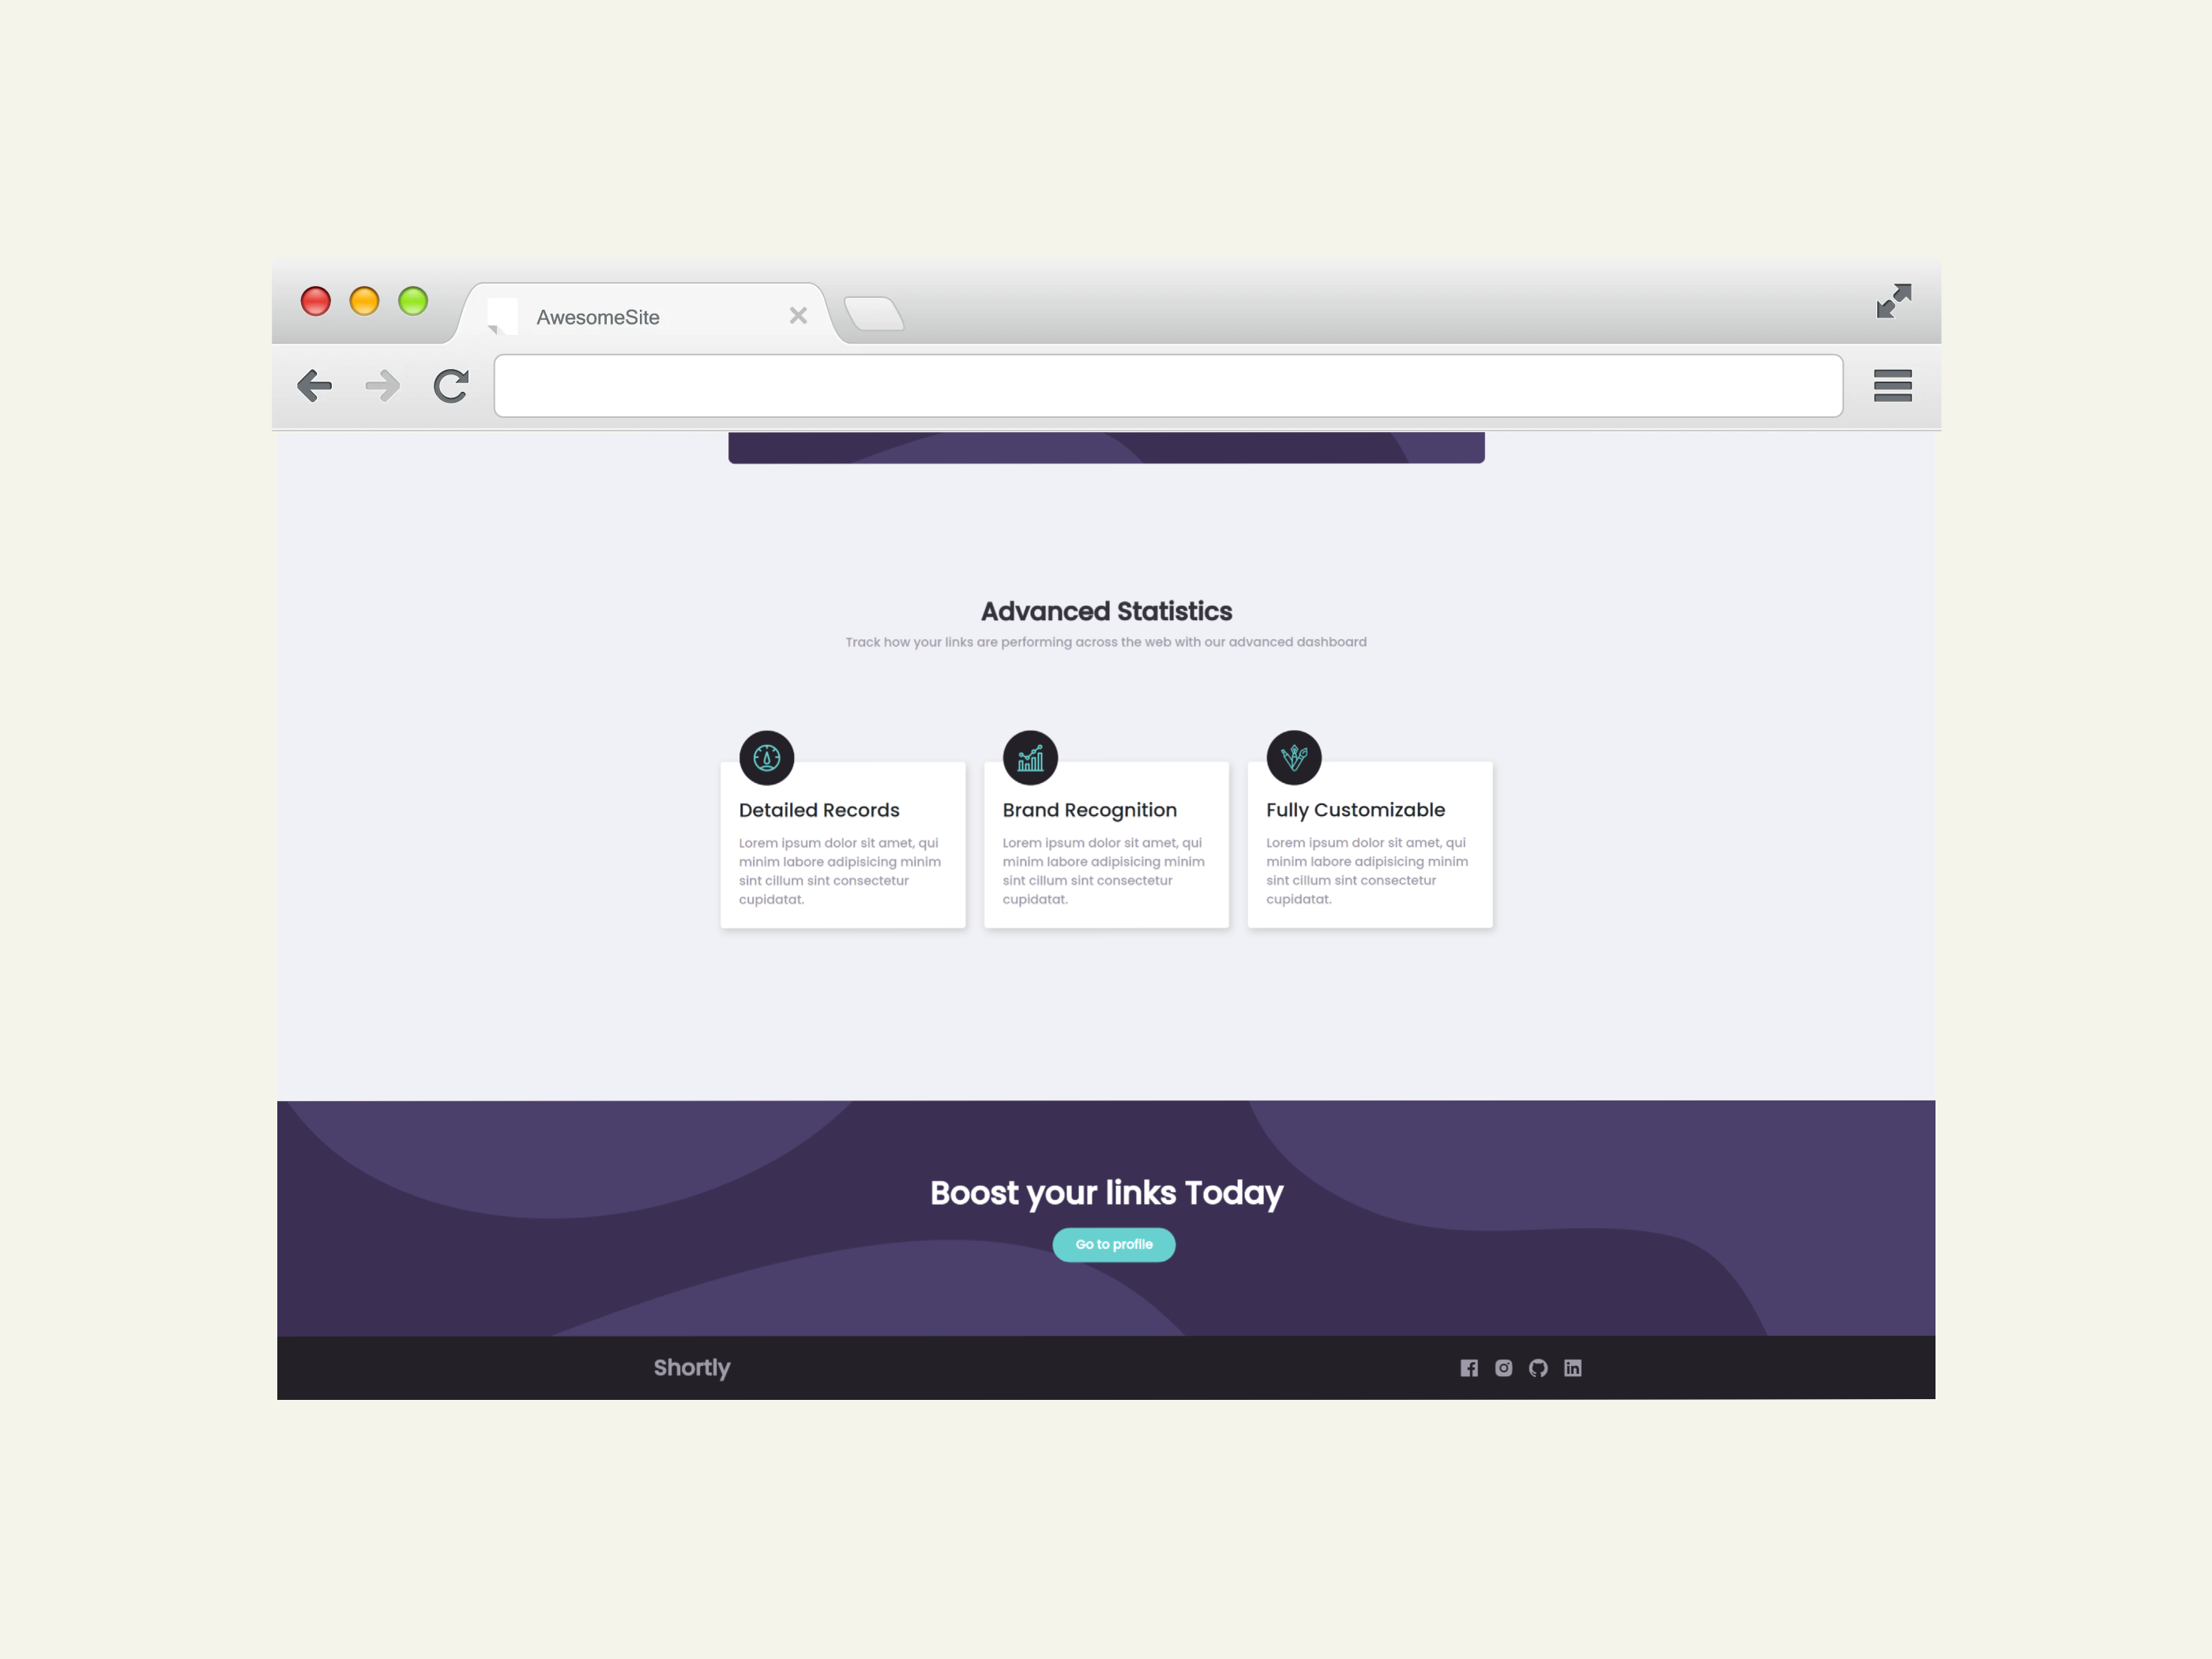 AwesomeSite
Advanced Statistics
Track how your links are performing across the web with our advanced dashboard
Detailed Records
Lorem ipsum dolor sit amet, qui
minim labore adipisicing minim
sint cillum sint consectetur
cupidatat.
Brand Recognition
Lorem ipsum dolor sit amet, qui
minim labore adipisicing minim
sint cillum sint consectetur
cupidatat.
Fully Customizable
Lorem ipsum dolor sit amet, qui
minim labore adipisicing minim
sint cillum sint consectetur
cupidatat.
Boost your links Today
Go to profile
Shortly